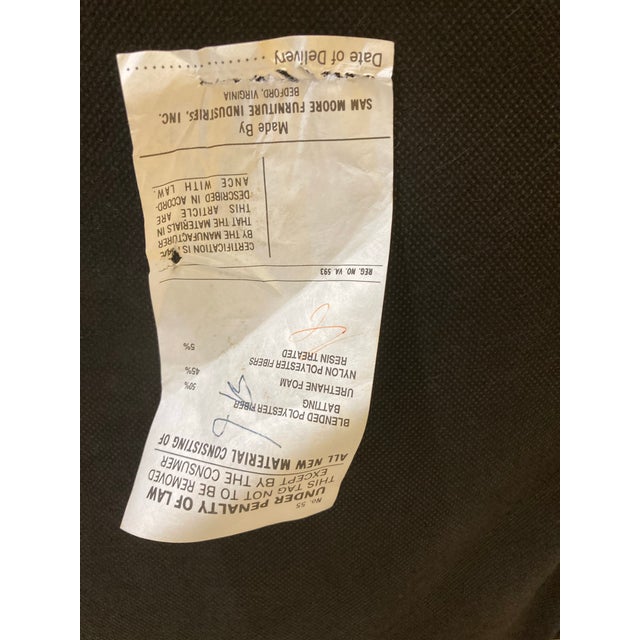 No. 55
UNDER PENALTY OF LAW
THIS TAG NOT TO BE REMOVED
EXCEPT BY THE CONSUMER
ALL NEW MATERIAL CONSISTING OF
BLENDED POLYESTER FIBER
BATTING 50%
URETHANE FOAM 45%
NYLON POLYESTER FIBERS
RESIN TREATED 5%
REG. NO. VA 593
CERTIFICATION IS
BY THE MANUFACTURER
THAT THE MATERIALS IN
THIS ARTICLE ARE
DESCRIBED IN ACCORD-
ANCE WITH LAW.
Made By
SAM MOORE FURNITURE INDUSTRIES, INC.
BEDFORD, VIRGINIA
Date of Delivery